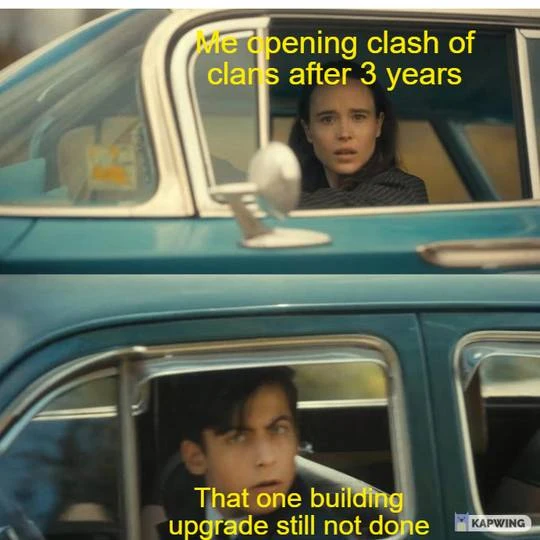 Me opening clash of
clans after 3 years
That one building
upgrade still not done
KAPWING